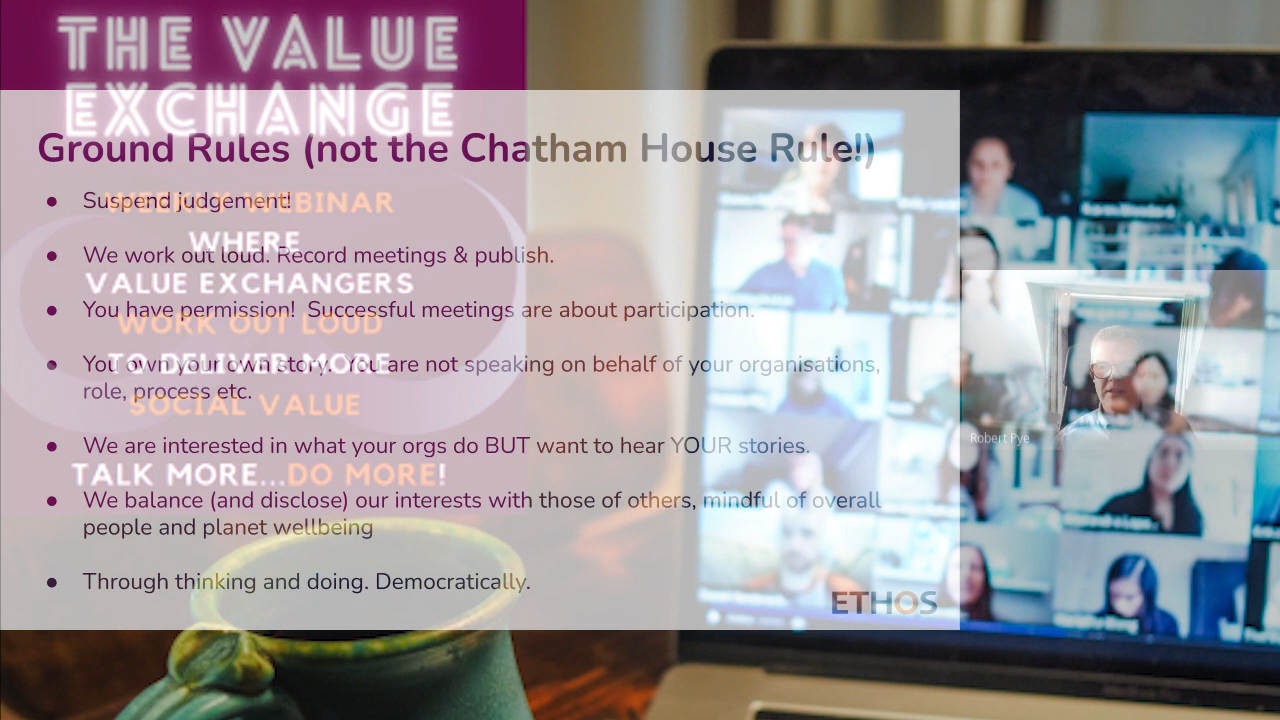 THE VALUE
EXCHANGE
Ground Rules (not the Chatham House Rule!)
● Suspend judgement!
● We work out loud. Record meetings & publish.
● You have permission! Successful meetings are about participation.
● You own your own story. You are not speaking on behalf of your organisations,
role, process etc.
● We are interested in what your orgs do BUT want to hear YOUR stories.
● We balance (and disclose) our interests with those of others, mindful of overall
people and planet wellbeing
● Through thinking and doing. Democratically.
WEEKLY WEBINAR
WHERE
VALUE EXCHANGERS
WORK OUT LOUD
TO DELIVER MORE
SOCIAL VALUE
TALK MORE...DO MORE!
Robert Pye
ETHOS